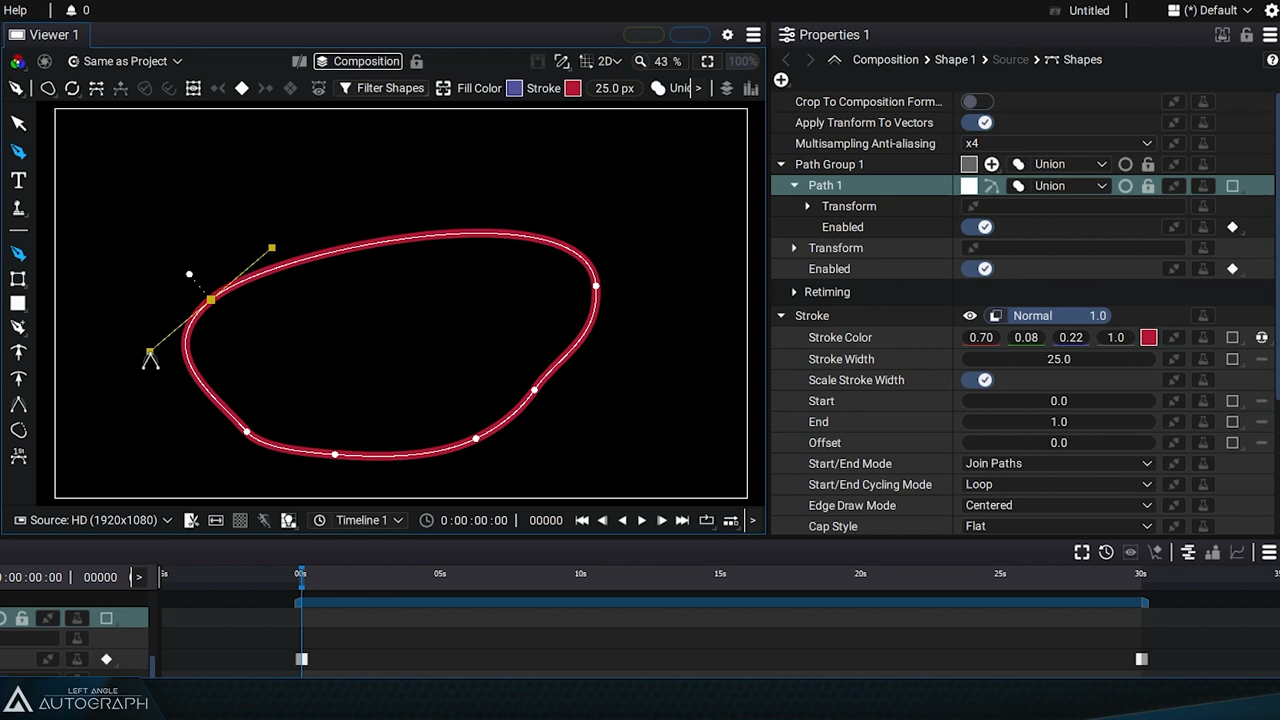 Help 0 Untitled (*) Default
Viewer 1 Properties 1
Same as Project Composition 2D 43 % 100% Composition Shape 1 Source Shapes ?
Filter Shapes Fill Color Stroke 25.0 px >
Crop To Composition Form...
Apply Tranform To Vectors
Multisampling Anti-aliasing x4
Path Group 1 Union
Path 1 Union
Transform
Enabled
Transform
Enabled
Retiming
Stroke Normal 1.0
Stroke Color 0.70 0.08 0.22 1.0
Stroke Width 25.0
Scale Stroke Width
Start 0.0
End 1.0
Offset 0.0
Start/End Mode Join Paths
Start/End Cycling Mode Loop
Edge Draw Mode Centered
Cap Style Flat
T
1St
Source: HD (1920x1080) Timeline 1 0:00:00:00 00000 >
:00:00:00 00000 > 00s 05s 10s 15s 20s 25s 30s
LEFT ANGLE
AUTOGRAPH